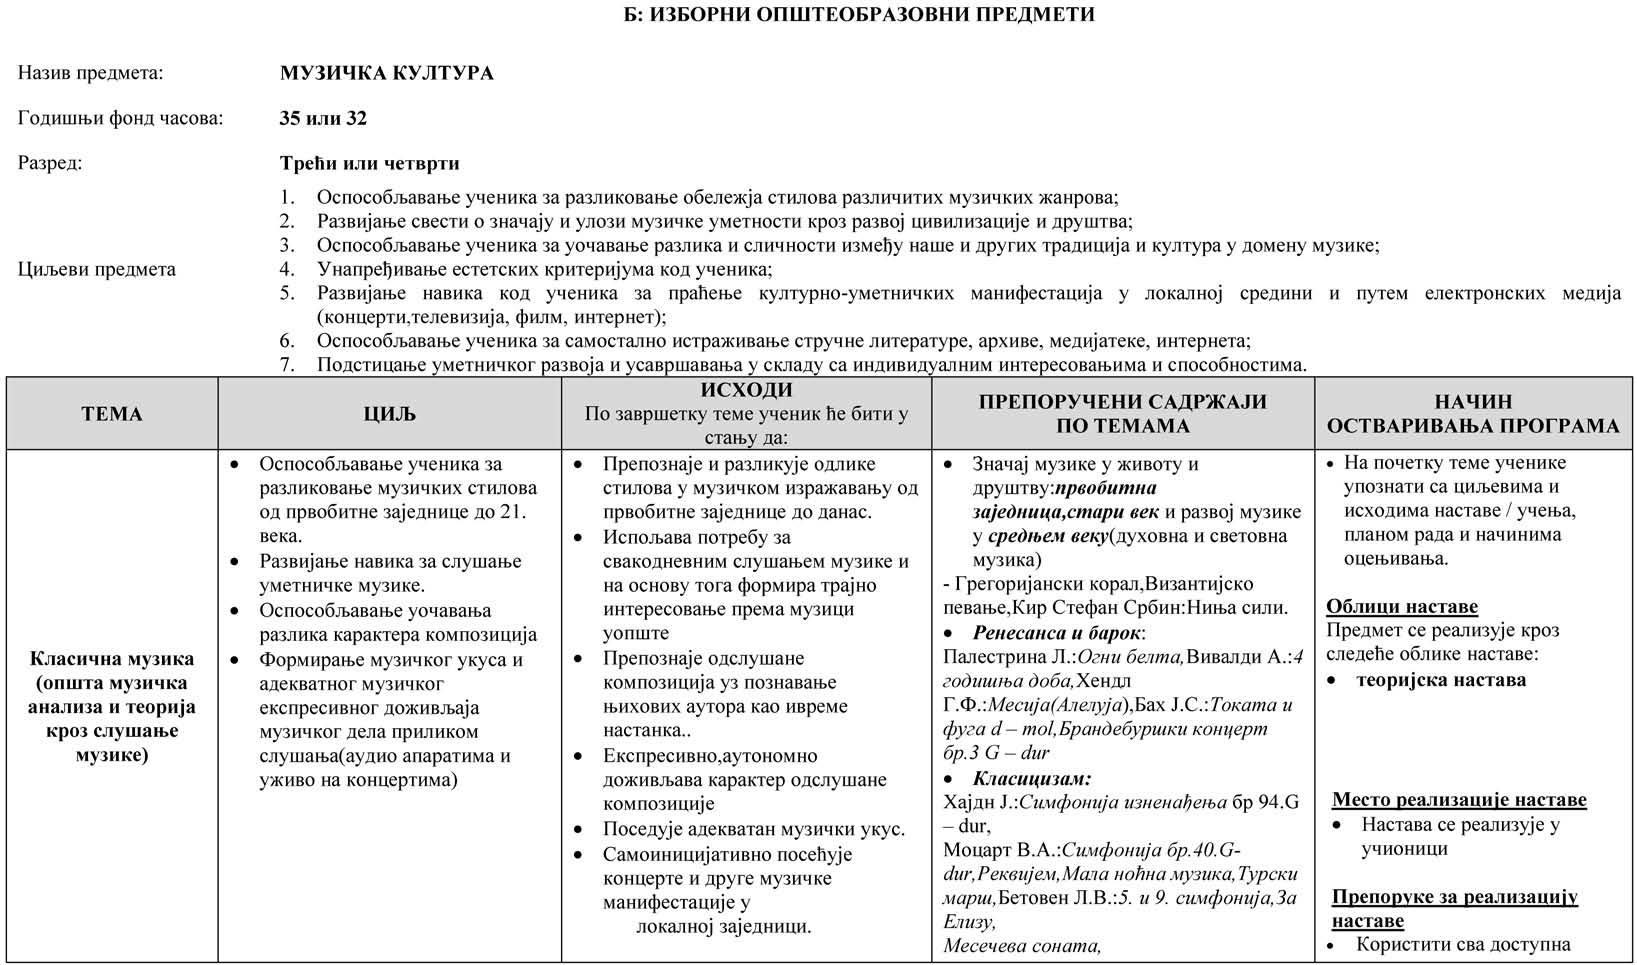 Б: ИЗБОРНИ ОПШТЕОБРАЗОВНИ ПРЕДМЕТИ
Назив предмета: МУЗИЧКА КУЛТУРА
Годишњи фонд часова: 35 или 32
Разред: Трећи или четврти
Циљеви предмета
1. Оспособљавање ученика за разликовање обележја стилова различитих музичких жанрова;
2. Развијање свести о значају и улози музичке уметности кроз развој цивилизације и друштва;
3. Оспособљавање ученика за уочавање разлика и сличности између наше и других традиција и култура у домену музике;
4. Унапређивање естетских критеријума код ученика;
5. Развијање навика код ученика за праћење културно-уметничких манифестација у локалној средини и путем електронских медија
(концерти,телевизија, филм, интернет);
6. Оспособљавање ученика за самостално истраживање стручне литературе, архиве, медијатеке, интернета;
7. Подстицање уметничког развоја и усавршавања у складу са индивидуалним интересовањима и способностима.
ТЕМА
ЦИЉ
ИСХОДИ
По завршетку теме ученик ће бити у
стању да:
ПРЕПОРУЧЕНИ САДРЖАЈИ
ПО ТЕМАМА
НАЧИН
ОСТВАРИВАЊА ПРОГРАМА
Класична музика
(општа музичка
анализа и теорија
кроз слушање
музике)
• Оспособљавање ученика за
разликовање музичких стилова
од првобитне заједнице до 21.
века.
• Развијање навика за слушање
уметничке музике.
• Оспособљавање уочавања
разлика карактера композиција
• Формирање музичког укуса и
адекватног музичког
експресивног доживљаја
музичког дела приликом
слушања(аудио апаратима и
уживо на концертима)
• Препознаје и разликује одлике
стилова у музичком изражавању од
првобитне заједнице до данас.
• Испољава потребу за
свакодневним слушањем музике и
на основу тога формира трајно
интересовање према музици
уопште
• Препознаје одслушане
композиција уз познавање
њихових аутора као ивреме
настанка..
• Експресивно,аутономно
доживљава карактер одслушане
композиције
• Поседује адекватан музички укус.
• Самоиницијативно посећује
концерте и друге музичке
манифестације у
локалној заједници.
• Значај музике у животу и
друштву:првобитна
заједница,стари век и развој музике
у средњем веку(духовна и световна
музика)
- Грегоријански корал,Византијско
певање,Кир Стефан Србин:Ниња сили.
• Ренесанса и барок:
Палестрина Л.:Огни белта,Вивалди А.:4
годишња доба,Хендл
Г.Ф.:Месија(Алелуја),Бах Ј.С.:Токата и
фуга d – mol,Брандебуршки концерт
бр.3 G – dur
• Класицизам:
Хајдн Ј.:Симфонија изненађења бр 94.G
– dur,
Моцарт В.А.:Симфонија бр.40.G-
dur,Реквијем,Мала ноћна музика,Турски
марш,Бетовен Л.В.:5. и 9. симфонија,За
Елизу,
Месечева соната,
• На почетку теме ученике
упознати са циљевима и
исходима наставе / учења,
планом рада и начинима
оцењивања.
Облици наставе
Предмет се реализује кроз
следеће облике наставе:
• теоријска настава
Место реализације наставе
• Настава се реализује у
учионици
Препоруке за реализацију
наставе
• Користити сва доступна